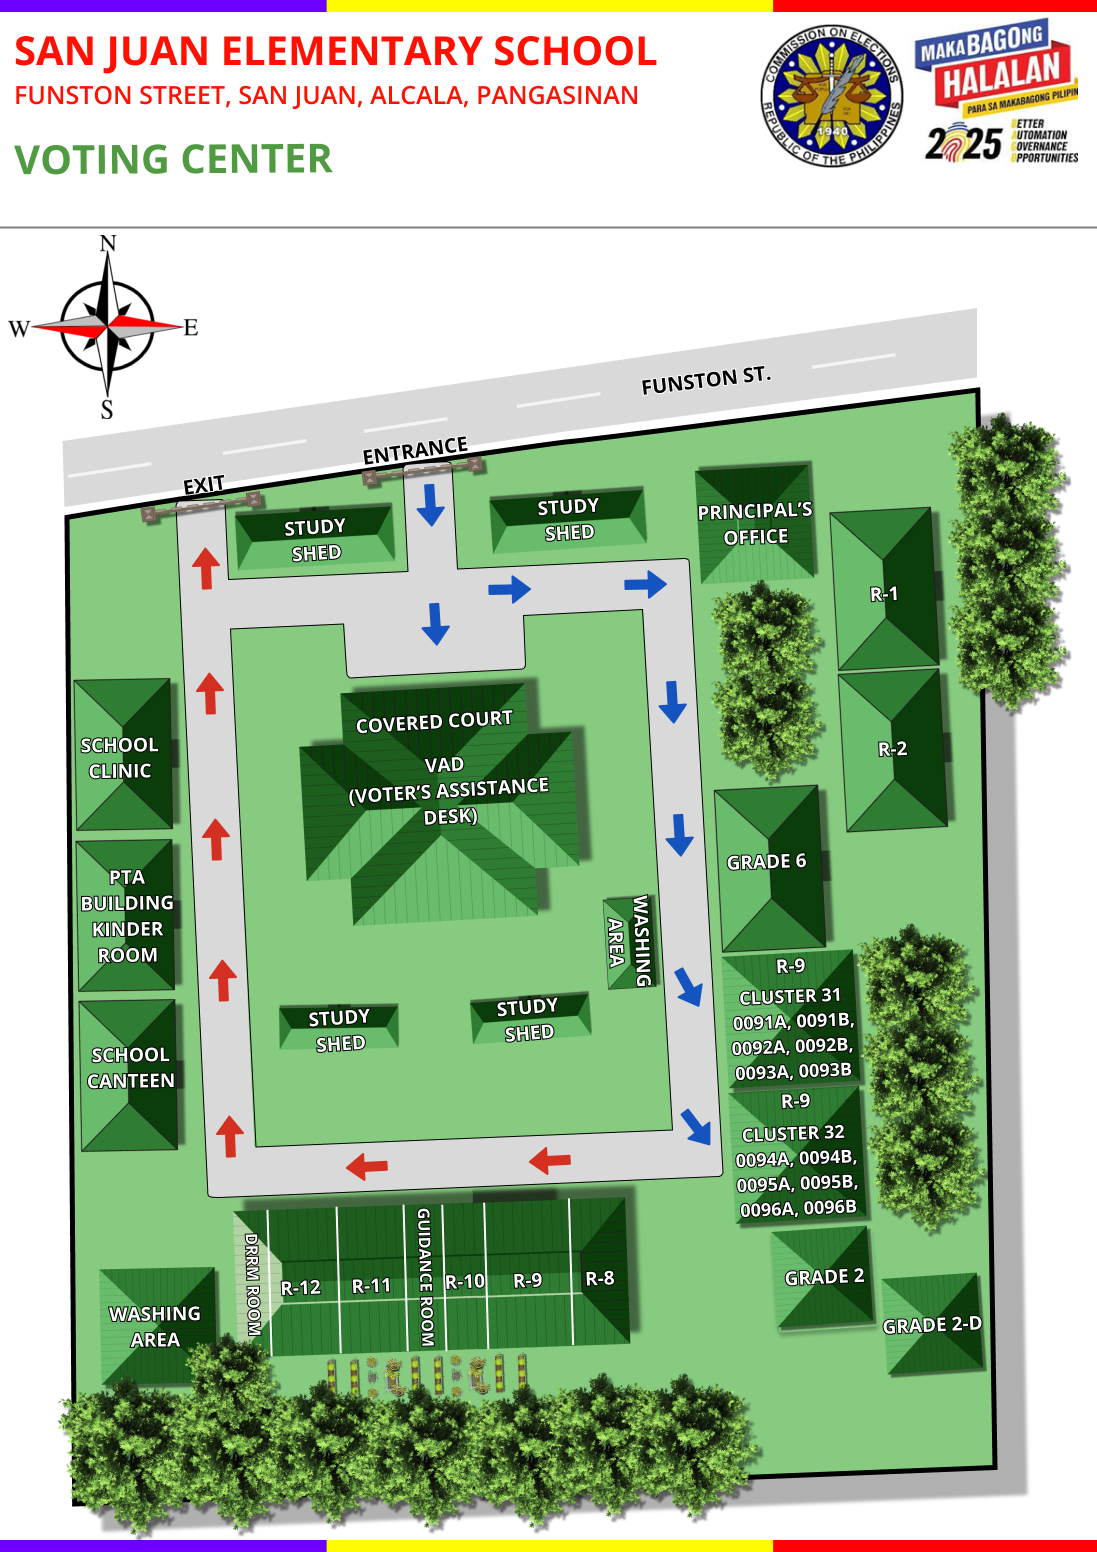 SAN JUAN ELEMENTARY SCHOOL
FUNSTON STREET, SAN JUAN, ALCALA, PANGASINAN
VOTING CENTER
COMMISSION ON ELECTIONS
REPUBLIC OF THE PHILIPPINES
1940
MAKABAGONG
HALALAN
PARA SA MAKABAGONG PILIPIN
2025
BETTER
AUTOMATION
GOVERNANCE
OPPORTUNITIES
N
W
E
S
FUNSTON ST.
ENTRANCE
EXIT
STUDY
SHED
STUDY
SHED
PRINCIPAL'S
OFFICE
R-1
R-2
SCHOOL
CLINIC
COVERED COURT
VAD
(VOTER'S ASSISTANCE
DESK)
GRADE 6
PTA
BUILDING
KINDER
ROOM
WASHING
AREA
R-9
CLUSTER 31
0091A, 0091B,
0092A, 0092B,
0093A, 0093B
STUDY
SHED
STUDY
SHED
SCHOOL
CANTEEN
R-9
CLUSTER 32
0094A, 0094B,
0095A, 0095B,
0096A, 0096B
DRRM ROOM
R-12
R-11
GUIDANCE ROOM
R-10
R-9
R-8
GRADE 2
GRADE 2-D
WASHING
AREA